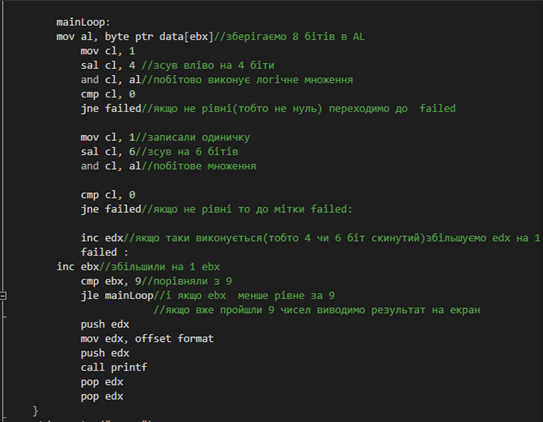 mainLoop:
mov al, byte ptr data[ebx]//зберігаємо 8 бітів в AL
mov cl, 1
sal cl, 4 //зсув вліво на 4 біти
and cl, al//побітово виконує логічне множення
cmp cl, 0
jne failed//якщо не рівні(тобто не нуль) переходимо до  failed
mov cl, 1//записали одиничку
sal cl, 6//зсув на 6 бітів
and cl, al//побітове множення
cmp cl, 0
jne failed//якщо не рівні то до мітки failed:
inc edx//якщо таки виконується(тобто 4 чи 6 біт скинутий)збільшуємо edx на 1
failed :
inc ebx//збільшили на 1 ebx
cmp ebx, 9//порівняли з 9
jle mainLoop//і якщо ebx  менше рівне за 9
//якщо вже пройшли 9 чисел виводимо результат на екран
push edx
mov edx, offset format
push edx
call printf
pop edx
pop edx
}